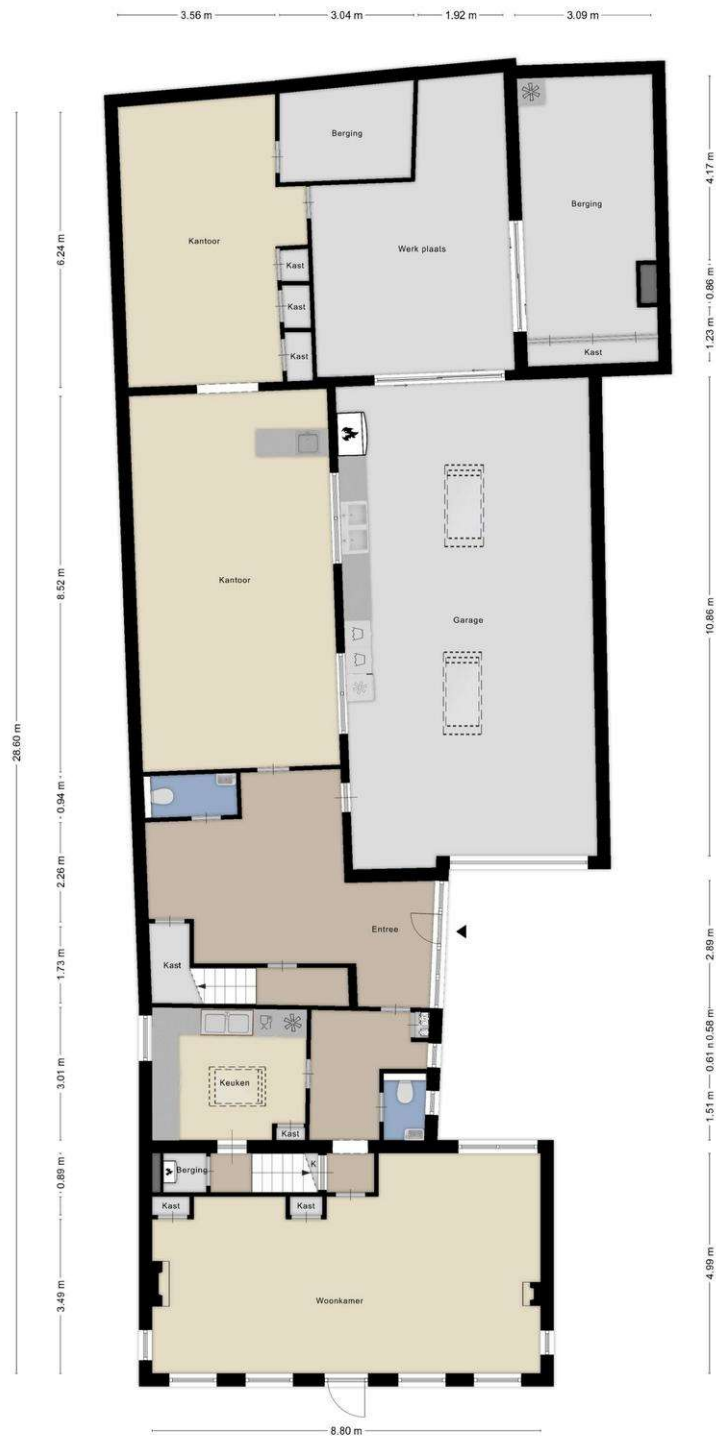 3.56 m
3.04 m
1.92 m
3.09 m
Berging
Berging
Kantoor
Werk plaats
Kast
Kast
Kast
Kast
Kantoor
Garage
Entree
Kast
Keuken
Kast
Berging
K
Kast
Kast
Woonkamer
6.24 m
8.52 m
28.60 m
0.94 m
2.26 m
1.73 m
3.01 m
0.89 m
3.49 m
4.17 m
0.86 m
1.23 m
10.86 m
2.89 m
0.58 m
0.61 m
1.51 m
4.99 m
8.80 m